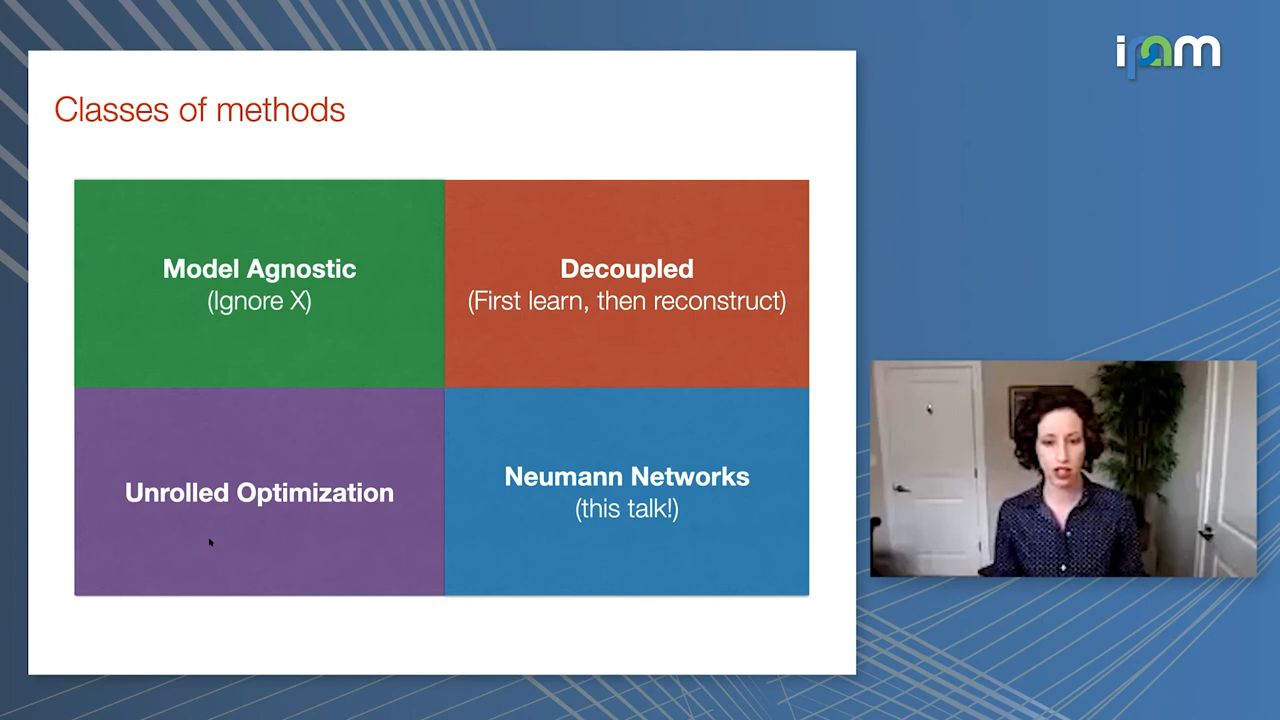 ipam
Classes of methods
Model Agnostic
(Ignore X)
Decoupled
(First learn, then reconstruct)
Unrolled Optimization
Neumann Networks
(this talk!)